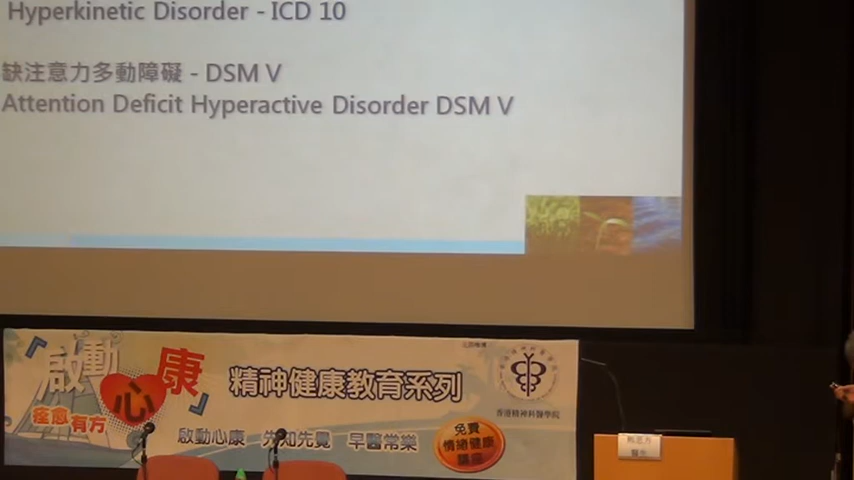 Hyperkinetic Disorder - ICD 10
缺注意力多動障礙 - DSM V
Attention Deficit Hyperactive Disorder DSM V
『啟動心康』
精神健康教育系列
痊愈有方
啟動心康 先知先覺 早醫常樂
免費
情緒健康
講座
香港精神科醫學院
醫生